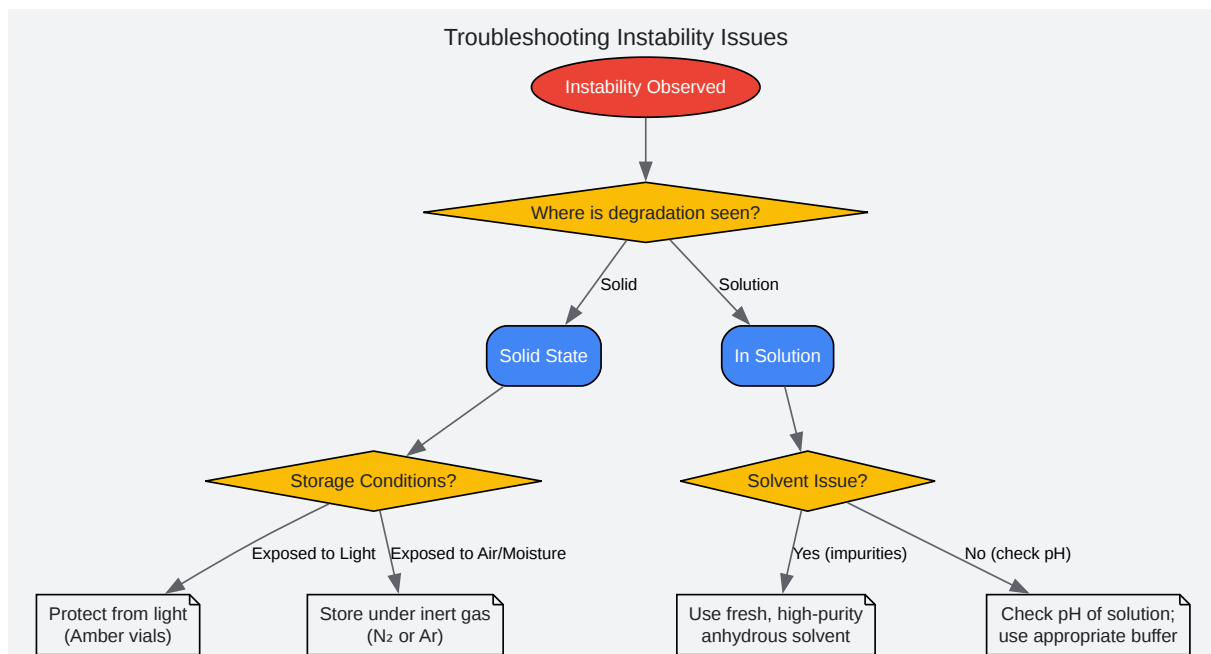 Troubleshooting Instability Issues
Instability Observed
Where is degradation seen?
Solid
Solution
Solid State
In Solution
Storage Conditions?
Solvent Issue?
Exposed to Light
Exposed to Air/Moisture
Yes (impurities)
No (check pH)
Protect from light
(Amber vials)
Store under inert gas
(N₂ or Ar)
Use fresh, high-purity
anhydrous solvent
Check pH of solution;
use appropriate buffer